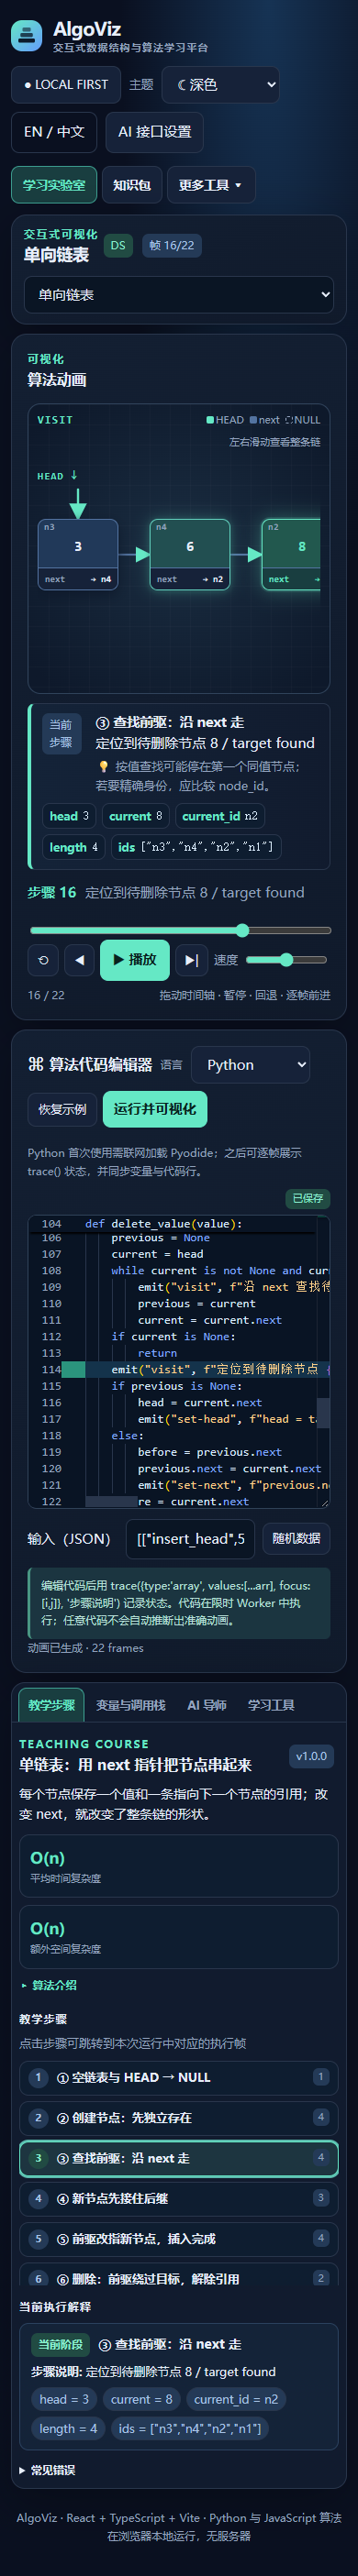 AlgoViz
交互式数据结构与算法学习平台
● LOCAL FIRST
主题
☾ 深色
EN / 中文
AI 接口设置
学习实验室
知识包
更多工具 ▾
交互式可视化
单向链表
DS
帧 16/22
单向链表
可视化
算法动画
VISIT
HEAD next NULL
左右滑动查看整条链
HEAD ↓
n3
3
next → n4
n4
6
next → n2
n2
8
next →
当前步骤
③ 查找前驱：沿 next 走
定位到待删除节点 8 / target found
💡 按值查找可能停在第一个同值节点；
若要精确身份，应比较 node_id。
head 3
current 8
current_id n2
length 4
ids ["n3","n4","n2","n1"]
步骤 16 定位到待删除节点 8 / target found
⟲
◀
▶ 播放
▶|
速度
16 / 22
拖动时间轴 · 暂停 · 回退 · 逐帧前进
⌘ 算法代码编辑器
语言
Python
恢复示例
运行并可视化
Python 首次使用需联网加载 Pyodide；之后可逐帧展示
trace() 状态，并同步变量与代码行。
已保存
104 def delete_value(value):
106 previous = None
107 current = head
108 while current is not None and cur
109 emit("visit", f"沿 next 查找待
110 previous = current
111 current = current.next
112 if current is None:
113 return
114 emit("visit", f"定位到待删除节点 {
115 if previous is None:
116 head = current.next
117 emit("set-head", f"head = ta
118 else:
119 before = previous.next
120 previous.next = current.next
121 emit("set-next", f"previous.ne
122 re = current.next
输入（JSON）
[["insert_head",5
随机数据
编辑代码后用 trace({type:'array', values:[...arr], focus:
[i,j]}, '步骤说明') 记录状态。代码在限时 Worker 中执
行；任意代码不会自动推断出准确动画。
动画已生成 · 22 frames
教学步骤
变量与调用栈
AI 导师
学习工具
TEACHING COURSE
单链表：用 next 指针把节点串起来
v1.0.0
每个节点保存一个值和一条指向下一个节点的引用；改
变 next，就改变了整条链的形状。
O(n)
平均时间复杂度
O(n)
额外空间复杂度
▸ 算法介绍
教学步骤
点击步骤可跳转到本次运行中对应的执行帧
1 ① 空链表与 HEAD → NULL 1
2 ② 创建节点：先独立存在 4
3 ③ 查找前驱：沿 next 走 4
4 ④ 新节点先接住后继 3
5 ⑤ 前驱改指新节点，插入完成 4
6 ⑥ 删除：前驱绕过目标，解除引用 2
当前执行解释
当前阶段
③ 查找前驱：沿 next 走
步骤说明: 定位到待删除节点 8 / target found
head = 3
current = 8
current_id = n2
length = 4
ids = ["n3","n4","n2","n1"]
▸ 常见错误
AlgoViz · React + TypeScript + Vite · Python 与 JavaScript 算法
在浏览器本地运行，无服务器